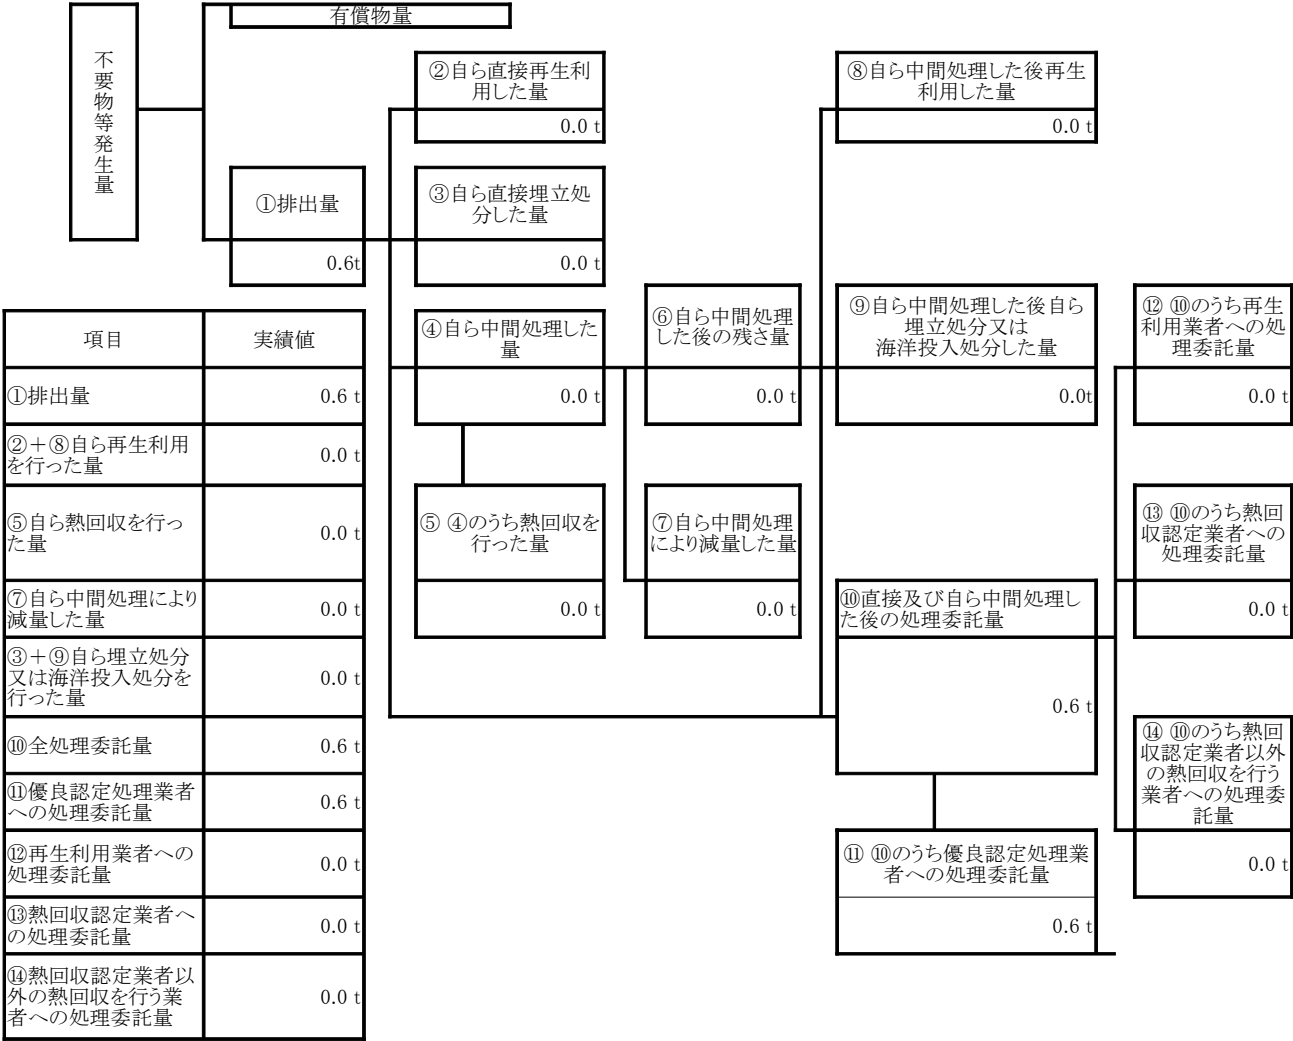 有償物量
不要物等発生量
②自ら直接再生利
用した量
0.0 t
⑧自ら中間処理した後再生
利用した量
0.0 t
①排出量
0.6t
③自ら直接埋立処
分した量
0.0 t
④自ら中間処理した
量
0.0 t
⑥自ら中間処理
した後の残さ量
0.0 t
⑨自ら中間処理した後自ら
埋立処分又は
海洋投入処分した量
0.0t
⑫ ⑩のうち再生
利用業者への処
理委託量
0.0 t
⑤ ④のうち熱回収を
行った量
0.0 t
⑦自ら中間処理
により減量した量
0.0 t
⑬ ⑩のうち熱回
収認定業者への
処理委託量
0.0 t
⑩直接及び自ら中間処理し
た後の処理委託量
0.6 t
⑭ ⑩のうち熱回
収認定業者以外
の熱回収を行う
業者への処理委
託量
0.0 t
⑪ ⑩のうち優良認定処理業
者への処理委託量
0.6 t
項目 実績値
①排出量 0.6 t
②＋⑧自ら再生利用
を行った量
0.0 t
⑤自ら熱回収を行っ
た量
0.0 t
⑦自ら中間処理により
減量した量
0.0 t
③＋⑨自ら埋立処分
又は海洋投入処分を
行った量
0.0 t
⑩全処理委託量 0.6 t
⑪優良認定処理業者
への処理委託量
0.6 t
⑫再生利用業者への
処理委託量
0.0 t
⑬熱回収認定業者へ
の処理委託量
0.0 t
⑭熱回収認定業者以
外の熱回収を行う業
者への処理委託量
0.0 t